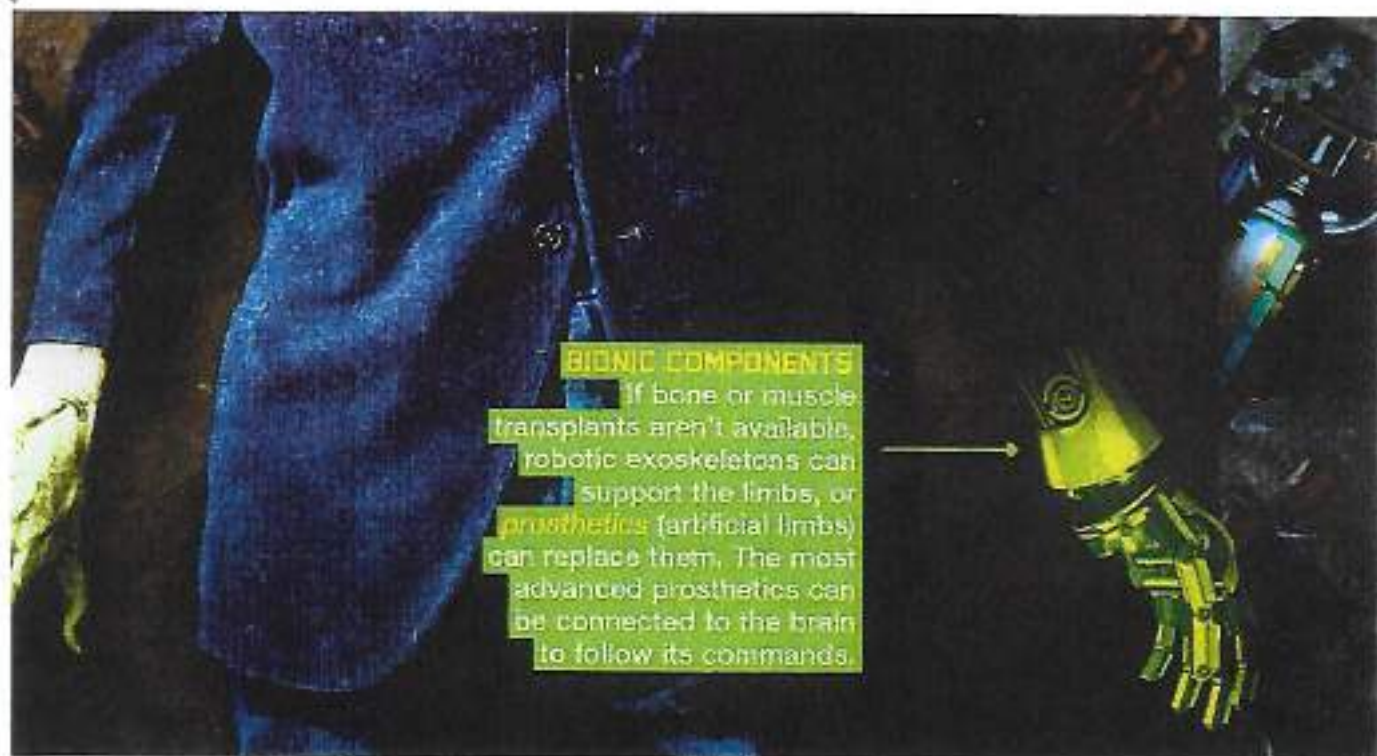 BIONIC COMPONENTS
If bone or muscle
transplants aren't available,
robotic exoskeletons can
support the limbs, or
prosthetics (artificial limbs)
can replace them. The most
advanced prosthetics can
be connected to the brain
to follow its commands.